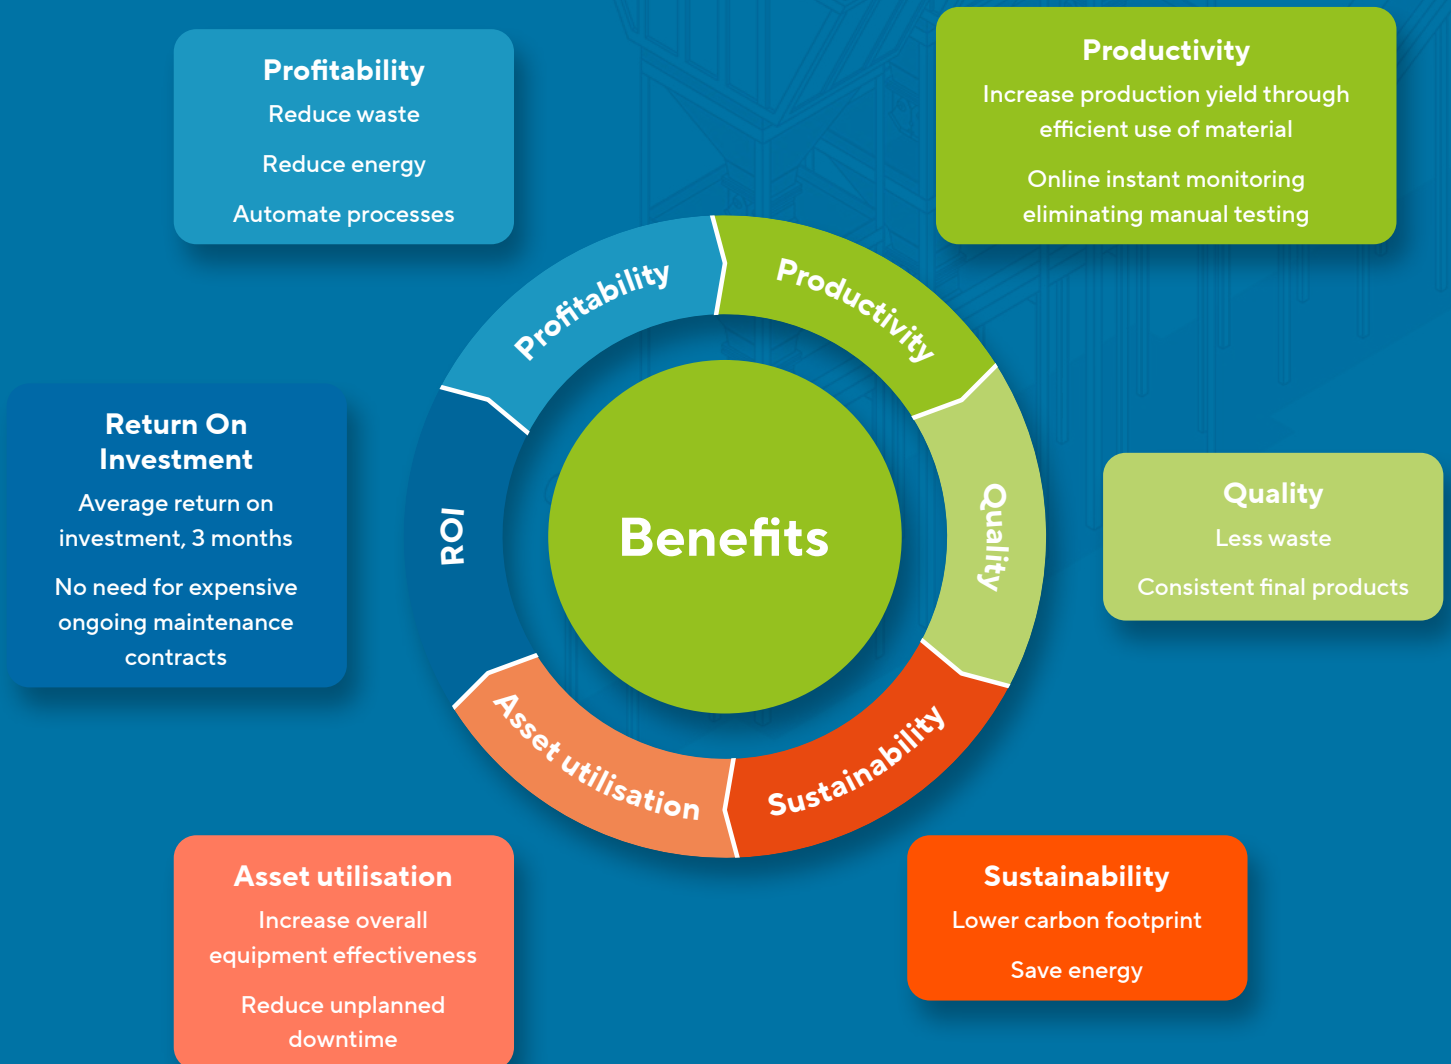 Profitability
Reduce waste
Reduce energy
Automate processes
Productivity
Increase production yield through
efficient use of material
Online instant monitoring
eliminating manual testing
Profitability
Productivity
Quality
Sustainability
Asset utilisation
ROI
Benefits
Return On
Investment
Average return on
investment, 3 months
No need for expensive
ongoing maintenance
contracts
Quality
Less waste
Consistent final products
Asset utilisation
Increase overall
equipment effectiveness
Reduce unplanned
downtime
Sustainability
Lower carbon footprint
Save energy